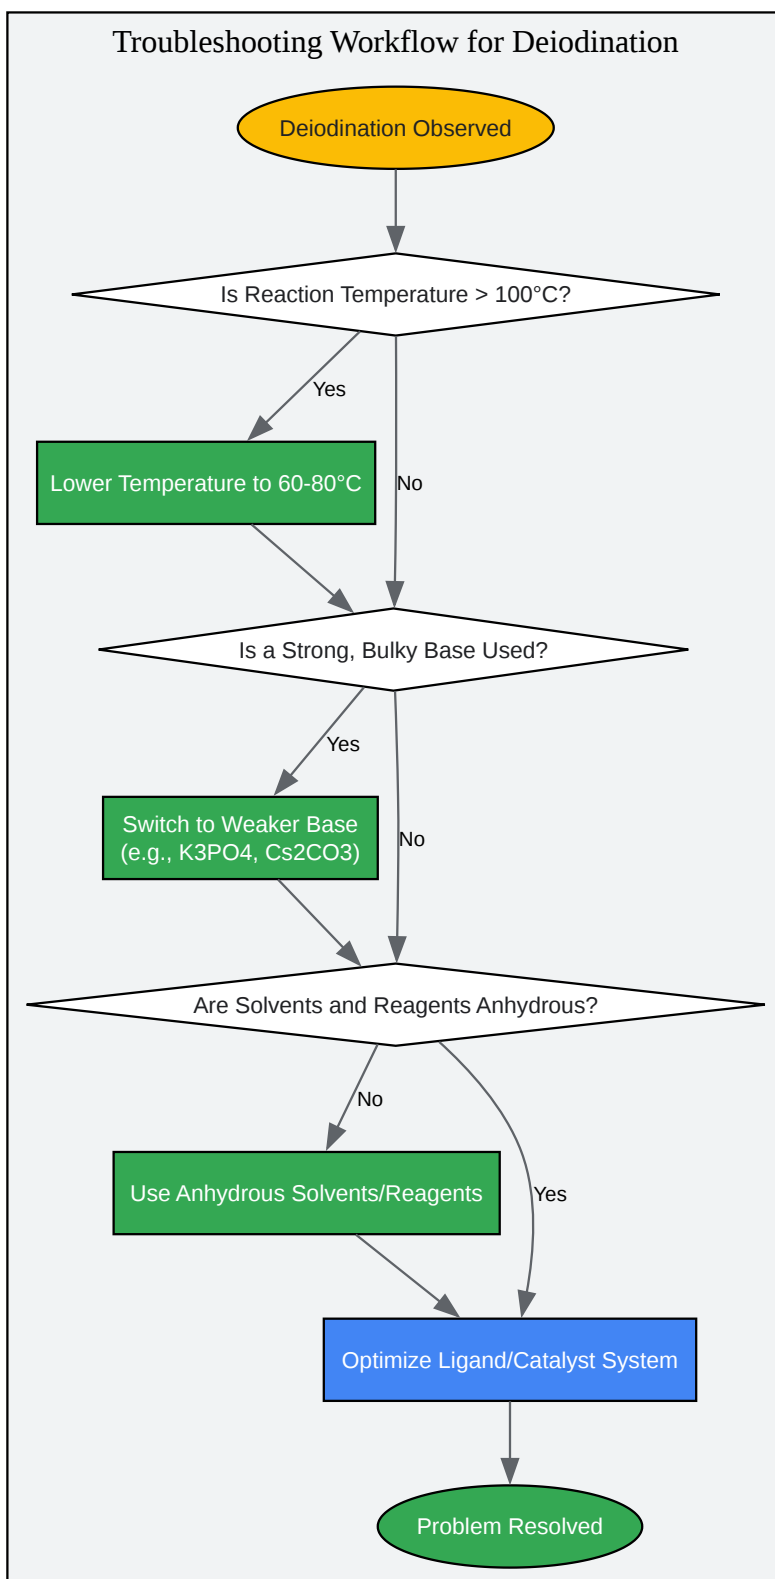 Troubleshooting Workflow for Deiodination
Deiodination Observed
Is Reaction Temperature > 100°C?
Yes
Lower Temperature to 60-80°C
No
Is a Strong, Bulky Base Used?
Yes
Switch to Weaker Base
(e.g., K3PO4, Cs2CO3)
No
Are Solvents and Reagents Anhydrous?
No
Use Anhydrous Solvents/Reagents
Yes
Optimize Ligand/Catalyst System
Problem Resolved